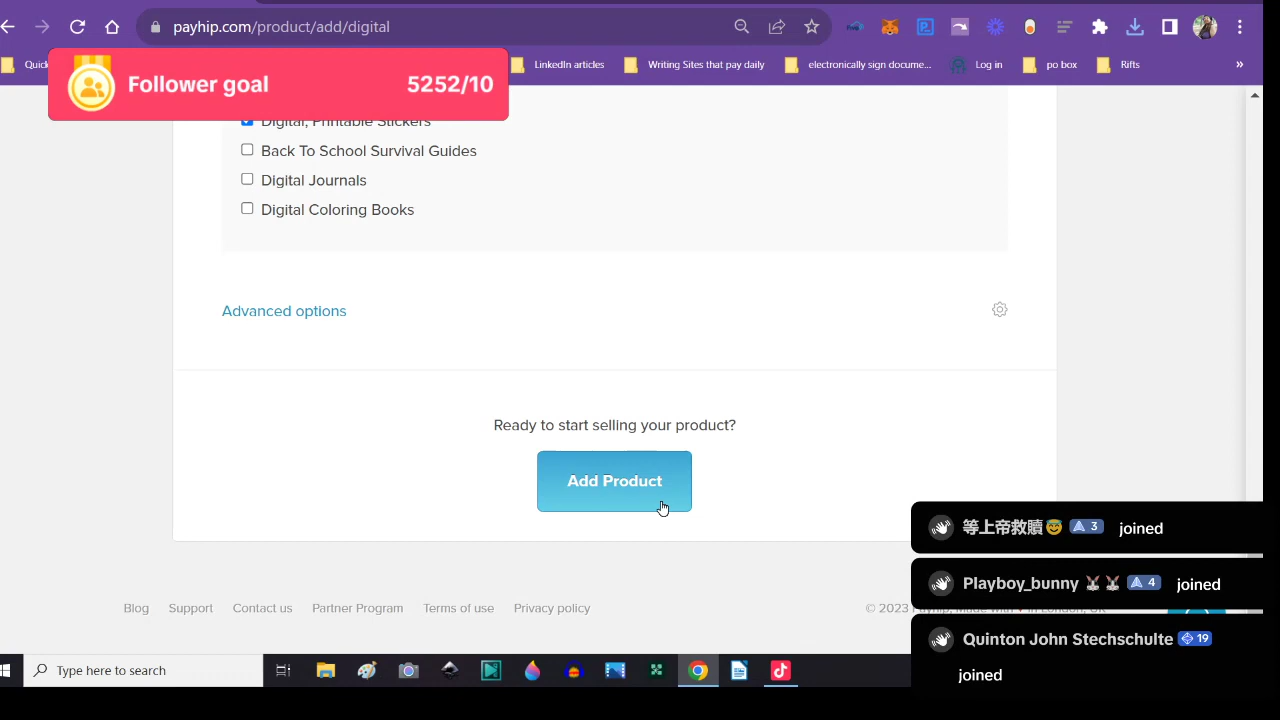 payhip.com/product/add/digital
Quick
LinkedIn articles
Writing Sites that pay daily
electronically sign docume...
Log in
po box
Rifts
»
Follower goal 5252/10
Digital, Printable Stickers
Back To School Survival Guides
Digital Journals
Digital Coloring Books
Advanced options
Ready to start selling your product?
Add Product
等上帝救贖😇 3 joined
Playboy_bunny 🐰🐰 4 joined
Quinton John Stechschulte 19
joined
Blog Support Contact us Partner Program Terms of use Privacy policy
© 2023
Type here to search